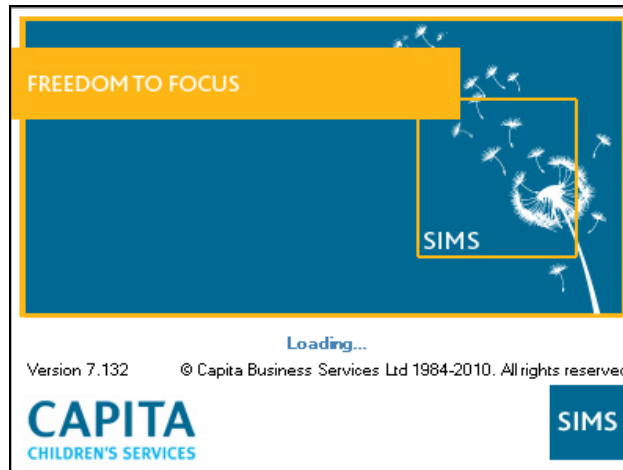 FREEDOM TO FOCUS
SIMS
Loading...
Version 7.132 © Capita Business Services Ltd 1984-2010. All rights reserved
CAPITA
CHILDREN'S SERVICES
SIMS